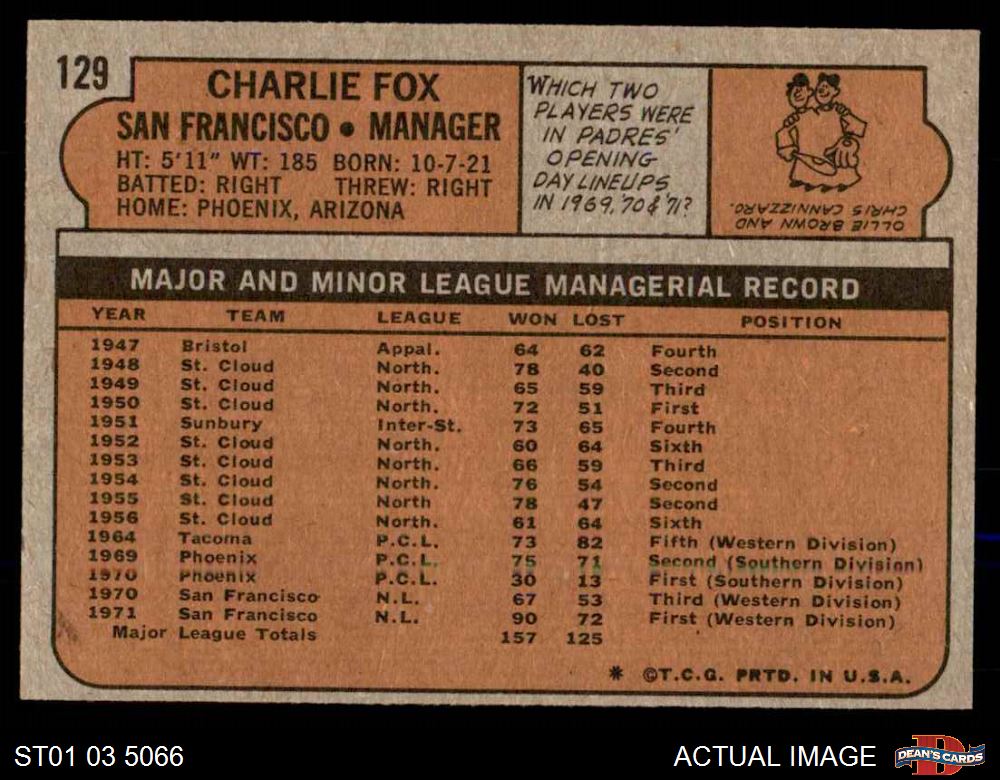 129
CHARLIE FOX
SAN FRANCISCO • MANAGER
HT: 5'11" WT: 185 BORN: 10-7-21
BATTED: RIGHT THREW: RIGHT
HOME: PHOENIX, ARIZONA
WHICH TWO
PLAYERS WERE
IN PADRES'
OPENING-
DAY LINEUPS
IN 1969, '70 & '71?
OLLIE BROWN AND
CHRIS CANNIZZARO.
MAJOR AND MINOR LEAGUE MANAGERIAL RECORD
YEAR TEAM LEAGUE WON LOST POSITION
1947 Bristol Appal. 64 62 Fourth
1948 St. Cloud North. 78 40 Second
1949 St. Cloud North. 65 59 Third
1950 St. Cloud North. 72 51 First
1951 Sunbury Inter-St. 73 65 Fourth
1952 St. Cloud North. 60 64 Sixth
1953 St. Cloud North. 66 59 Third
1954 St. Cloud North. 76 54 Second
1955 St. Cloud North 78 47 Second
1956 St. Cloud North. 61 64 Sixth
1964 Tacoma P.C.L. 73 82 Fifth (Western Division)
1969 Phoenix P.C.L. 75 71 Second (Southern Division)
1970 Phoenix P.C.L. 30 13 First (Southern Division)
1970 San Francisco N.L. 67 53 Third (Western Division)
1971 San Francisco N.L. 90 72 First (Western Division)
Major League Totals 157 125
* ©T.C.G. PRTD. IN U.S.A.
ST01 03 5066
ACTUAL IMAGE
D
DEAN'S CARDS